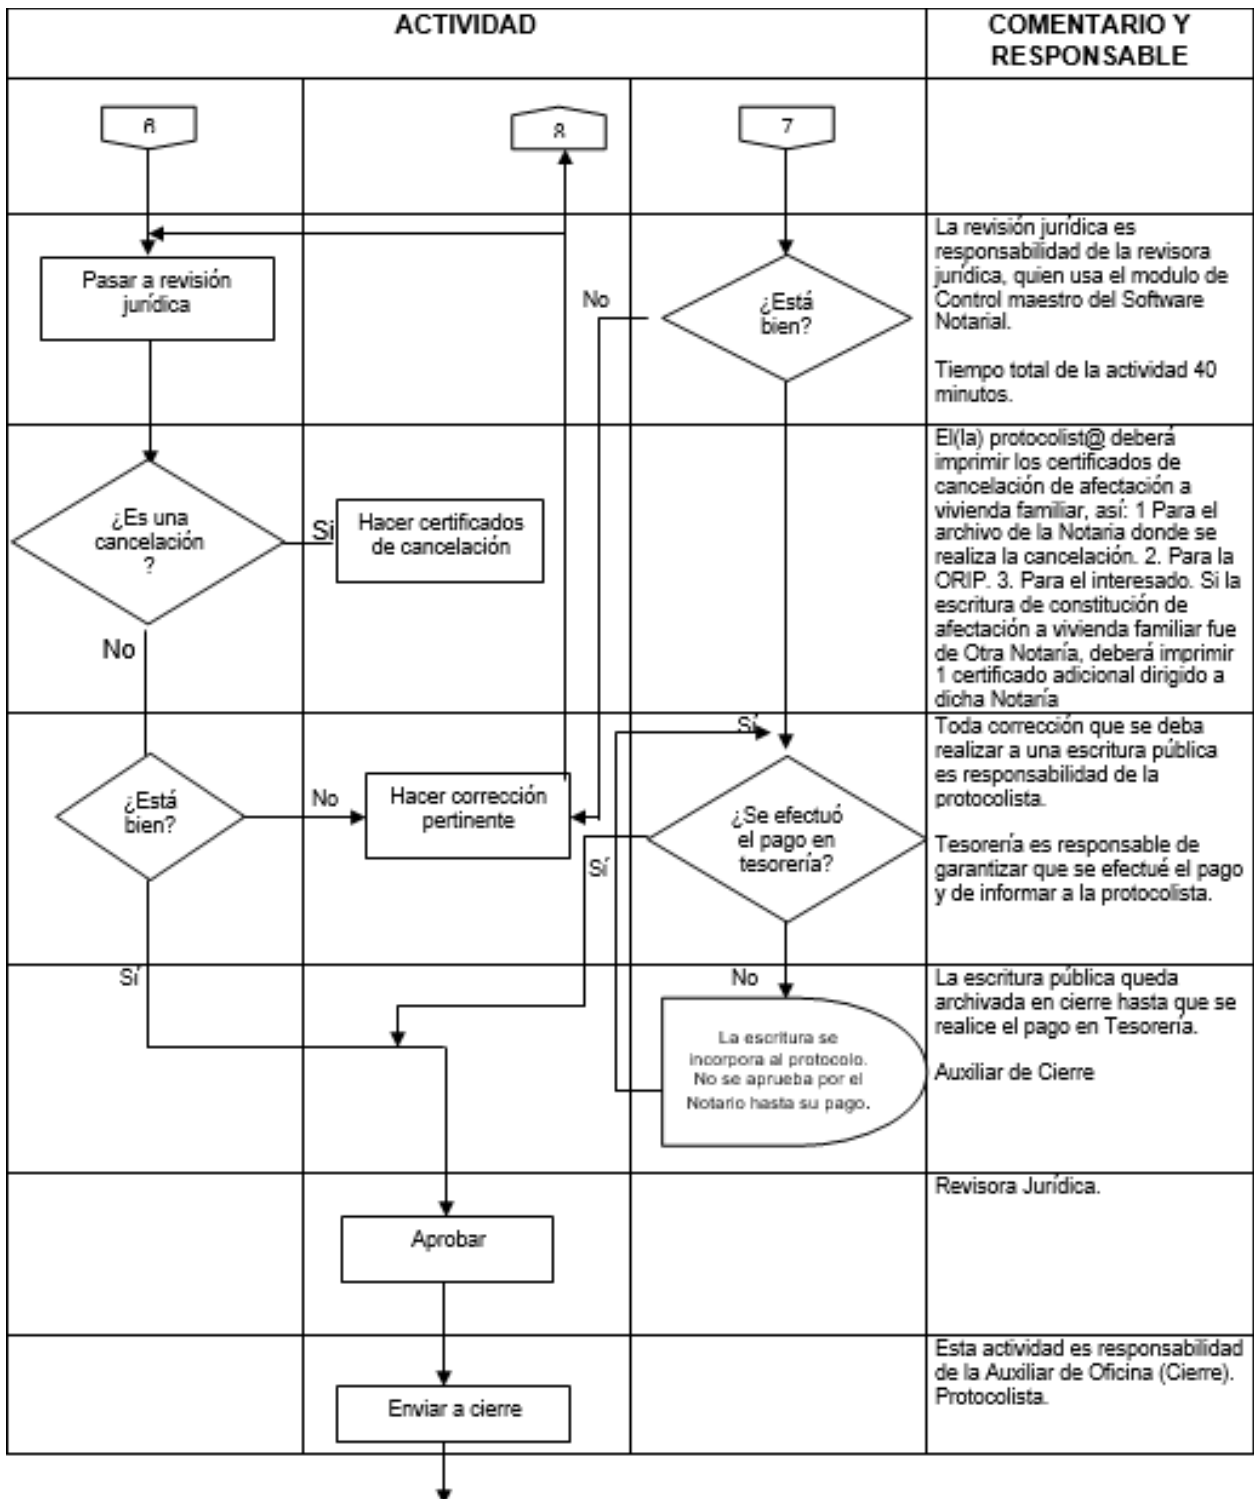 ACTIVIDAD
COMENTARIO Y
RESPONSABLE
6
8
7
Pasar a revisión
jurídica
No
¿Está
bien?
La revisión jurídica es
responsabilidad de la revisora
jurídica, quien usa el modulo de
Control maestro del Software
Notarial.
Tiempo total de la actividad 40
minutos.
¿Es una
cancelación
?
Si
Hacer certificados
de cancelación
No
El(la) protocolist@ deberá
imprimir los certificados de
cancelación de afectación a
vivienda familiar, así: 1 Para el
archivo de la Notaria donde se
realiza la cancelación. 2. Para la
ORIP. 3. Para el interesado. Si la
escritura de constitución de
afectación a vivienda familiar fue
de Otra Notaría, deberá imprimir
1 certificado adicional dirigido a
dicha Notaría
¿Está
bien?
No
Hacer corrección
pertinente
Sí
Sí
¿Se efectuó
el pago en
tesorería?
Toda corrección que se deba
realizar a una escritura pública
es responsabilidad de la
protocolista.
Tesorería es responsable de
garantizar que se efectué el pago
y de informar a la protocolista.
Sí
No
La escritura se
incorpora al protocolo.
No se aprueba por el
Notario hasta su pago.
La escritura pública queda
archivada en cierre hasta que se
realice el pago en Tesorería.
Auxiliar de Cierre
Aprobar
Revisora Jurídica.
Enviar a cierre
Esta actividad es responsabilidad
de la Auxiliar de Oficina (Cierre).
Protocolista.